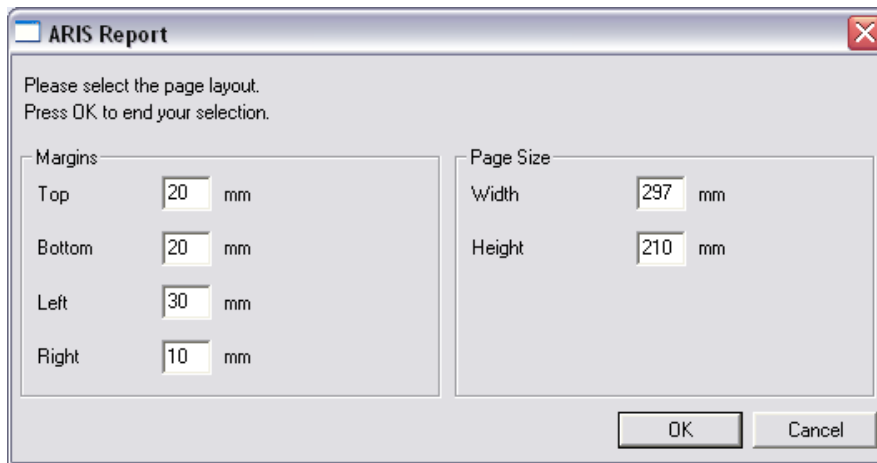 ARIS Report
Please select the page layout.
Press OK to end your selection.
Margins
Top 20 mm
Bottom 20 mm
Left 30 mm
Right 10 mm
Page Size
Width 297 mm
Height 210 mm
OK Cancel